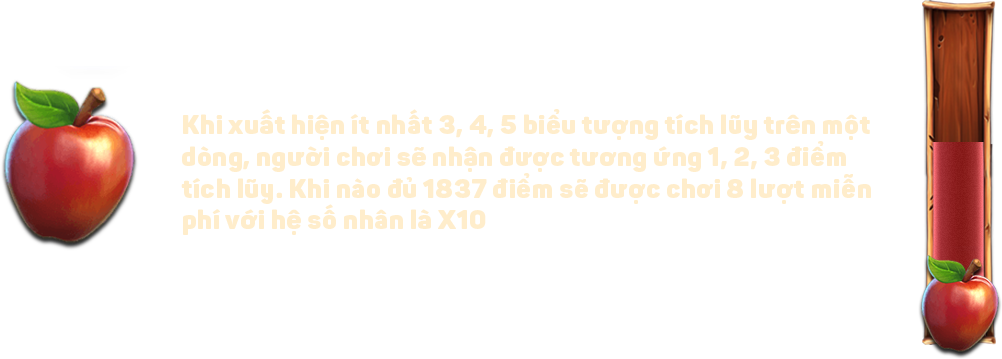 Khi xuất hiện ít nhất 3, 4, 5 biểu tượng tích lũy trên một
dòng, người chơi sẽ nhận được tương ứng 1, 2, 3 điểm
tích lũy. Khi nào đủ 1837 điểm sẽ được chơi 8 lượt miễn
phí với hệ số nhân là X10